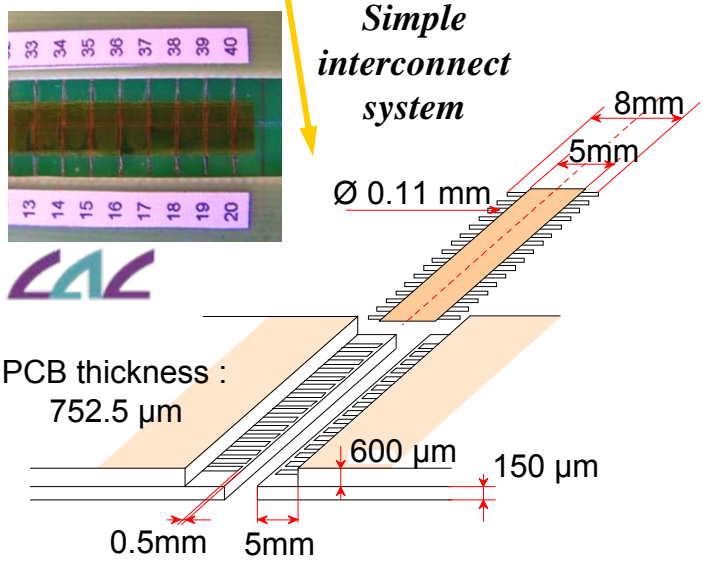 Simple
interconnect
system
33 34 35 36 37 38 39 40
13 14 15 16 17 18 19 20
8mm
5mm
Ø 0.11 mm
CAC
PCB thickness :
752.5 µm
600 µm
150 µm
0.5mm
5mm